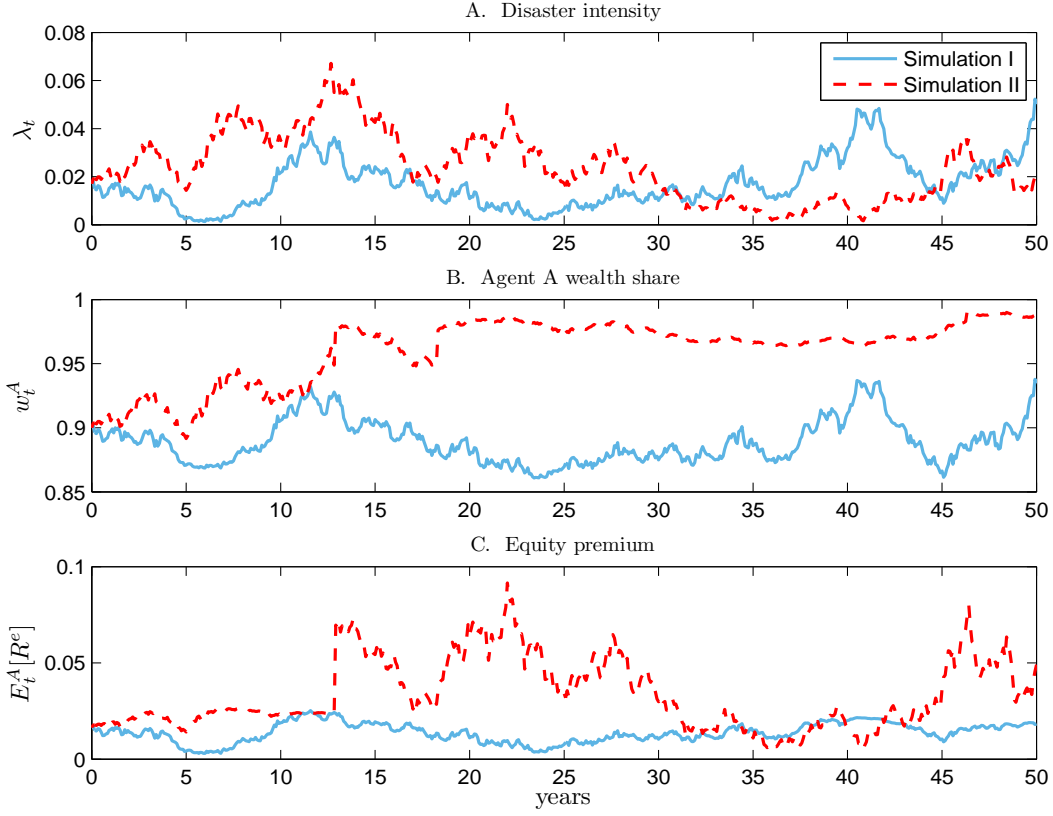 A. Disaster intensity
0.08
0.06
0.04
0.02
0
λt
Simulation I
Simulation II
0 5 10 15 20 25 30 35 40 45 50
B. Agent A wealth share
1
0.95
0.9
0.85
w_t^A
0 5 10 15 20 25 30 35 40 45 50
C. Equity premium
0.1
0.05
0
E_t^A[R^e]
0 5 10 15 20 25 30 35 40 45 50
years